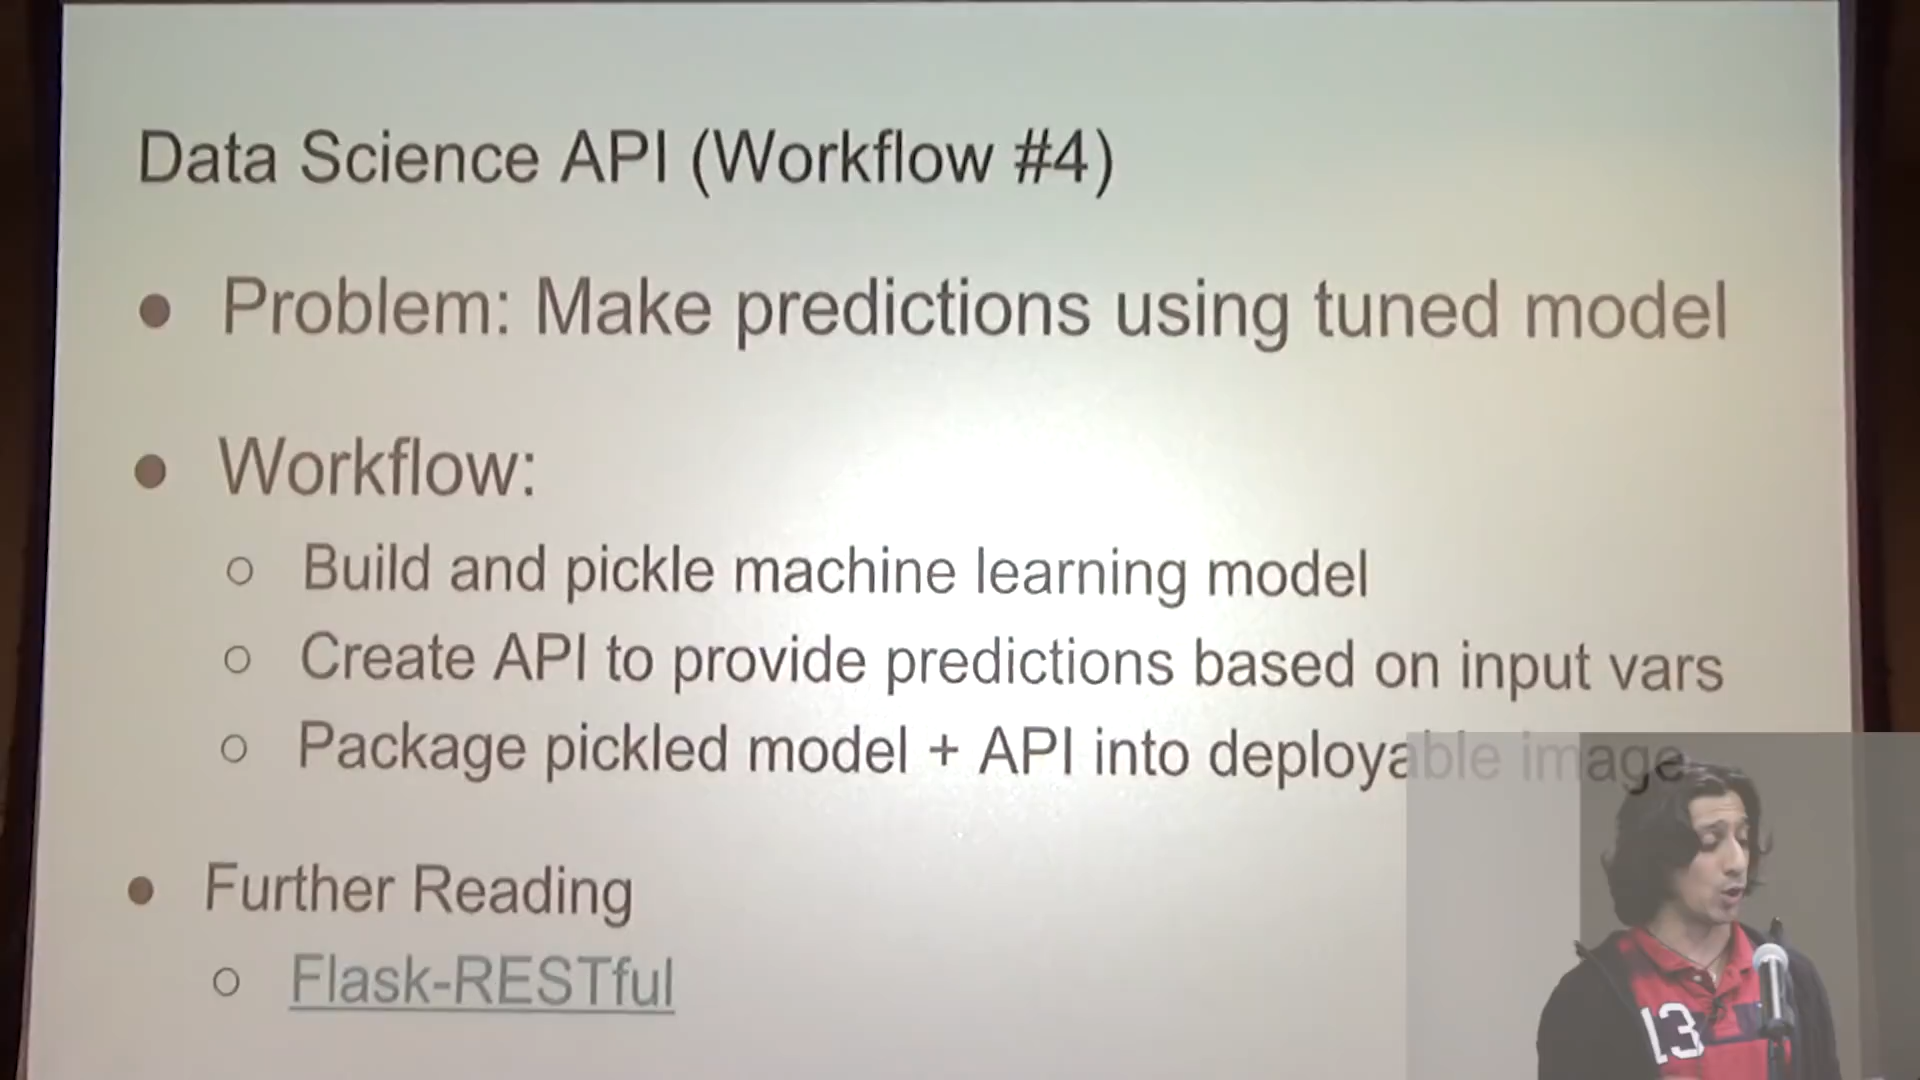 Data Science API (Workflow #4)
● Problem: Make predictions using tuned model
● Workflow:
○ Build and pickle machine learning model
○ Create API to provide predictions based on input vars
○ Package pickled model + API into deployable image
● Further Reading
○ Flask-RESTful
13